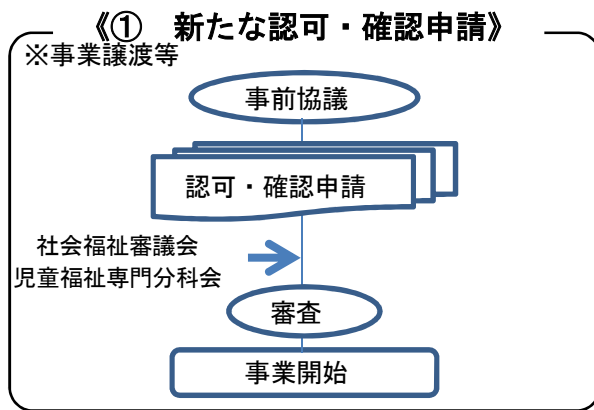 《① 新たな認可・確認申請》
※事業譲渡等
事前協議
認可・確認申請
社会福祉審議会
児童福祉専門分科会
審査
事業開始